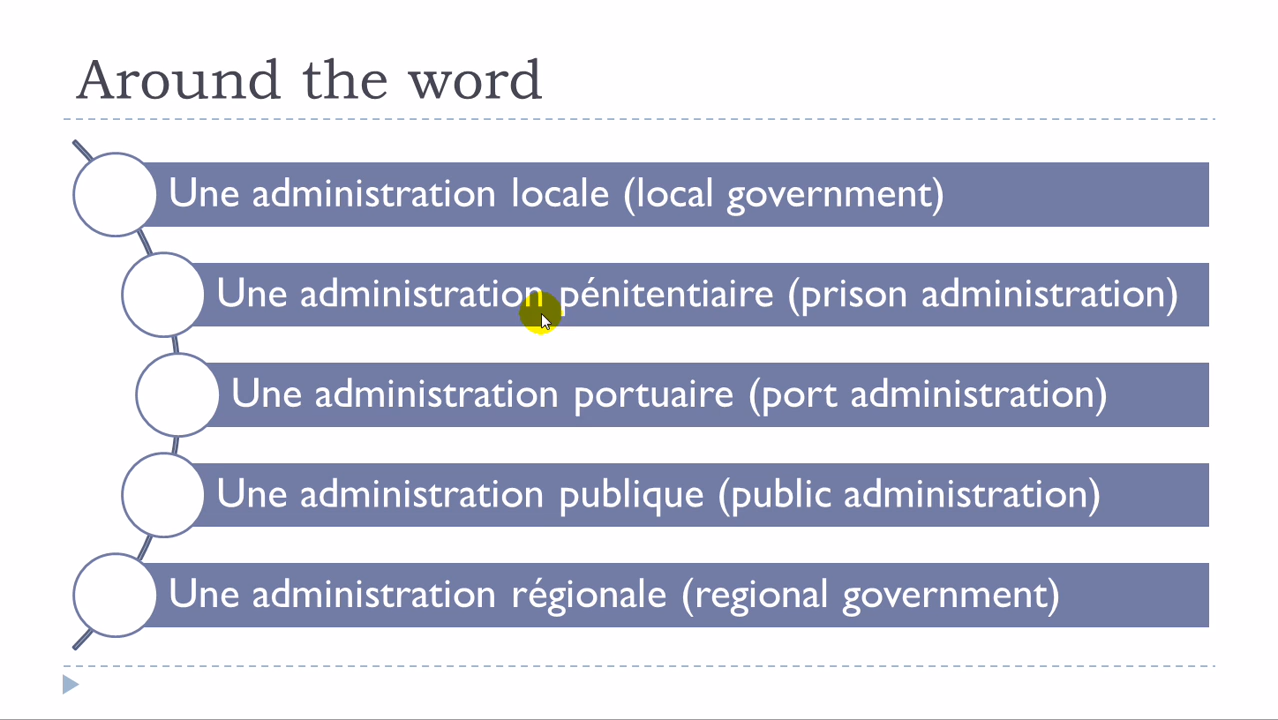 Around the word
Une administration locale (local government)
Une administration pénitentiaire (prison administration)
Une administration portuaire (port administration)
Une administration publique (public administration)
Une administration régionale (regional government)